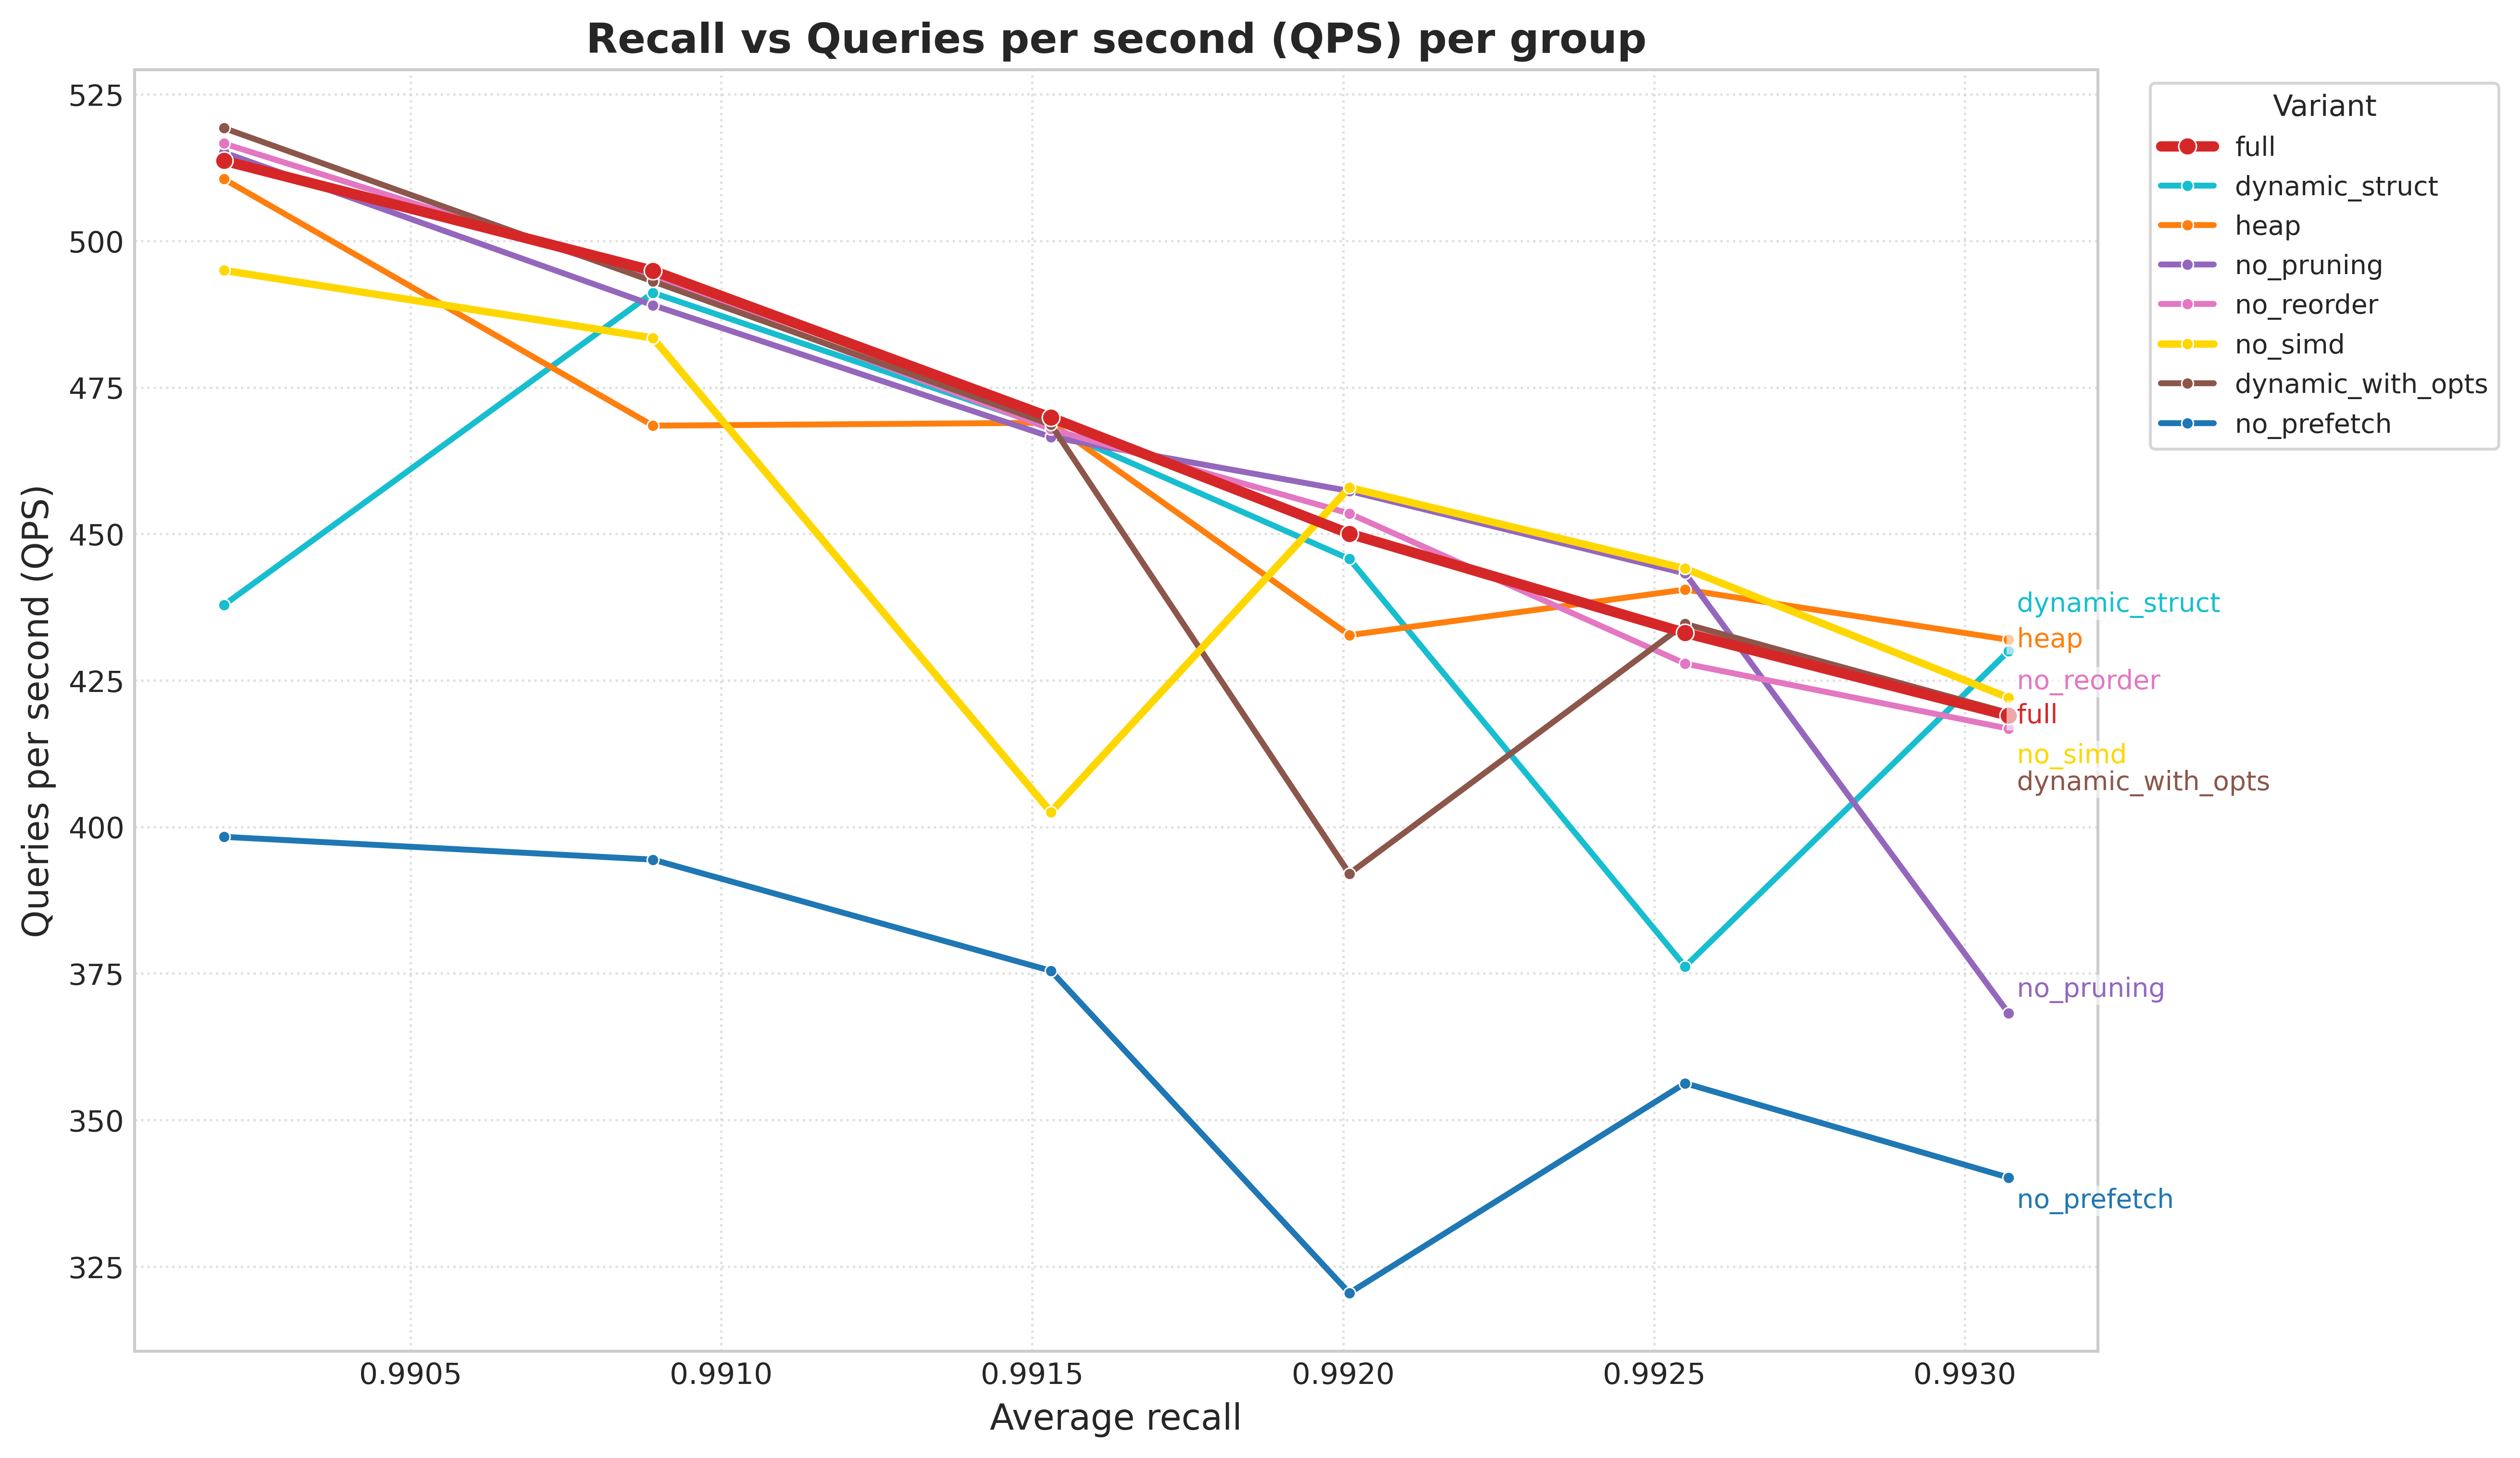 Recall vs Queries per second (QPS) per group
Queries per second (QPS)
525
500
475
450
425
400
375
350
325
0.9905
0.9910
0.9915
0.9920
0.9925
0.9930
Average recall
dynamic_struct
heap
no_reorder
full
no_simd
dynamic_with_opts
no_pruning
no_prefetch
Variant
full
dynamic_struct
heap
no_pruning
no_reorder
no_simd
dynamic_with_opts
no_prefetch